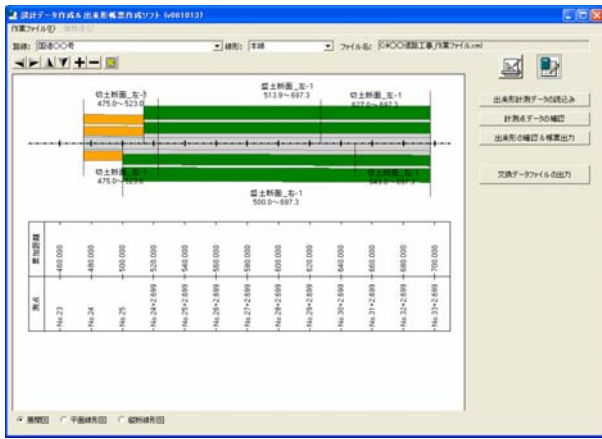 設計データ作成&出来形帳票作成ソフト (v061013)
作業ファイル(F)
路線: 国道○○号 線形: 本線 ファイル名: C:¥○○道路工事¥作業ファイル.xml
切土断面_左-1
475.0~523.0
盛土断面_左-1
513.9~697.3
627.0~697.3
切土断面_右-1
475.0~523.0
盛土断面_右-1
500.0~697.3
出来形計測データの読込み
計測点データの確認
出来形の確認&帳票出力
交換データファイルの出力
追加距離 460.000 480.000 500.000 520.000 540.000 560.000 580.000 600.000 620.000 640.000 660.000 680.000 700.000
測点 No.23 No.24 No.25 No.24+2.699 No.25+2.699 No.26+2.699 No.27+2.699 No.28+2.699 No.29+2.699 No.30+2.699 No.31+2.699 No.32+2.699 No.33+2.699
展開図 平面線形図 縦断線形図